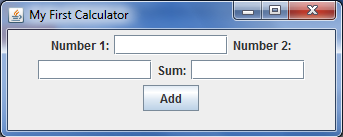 My First Calculator
Number 1: Number 2:
Sum:
Add